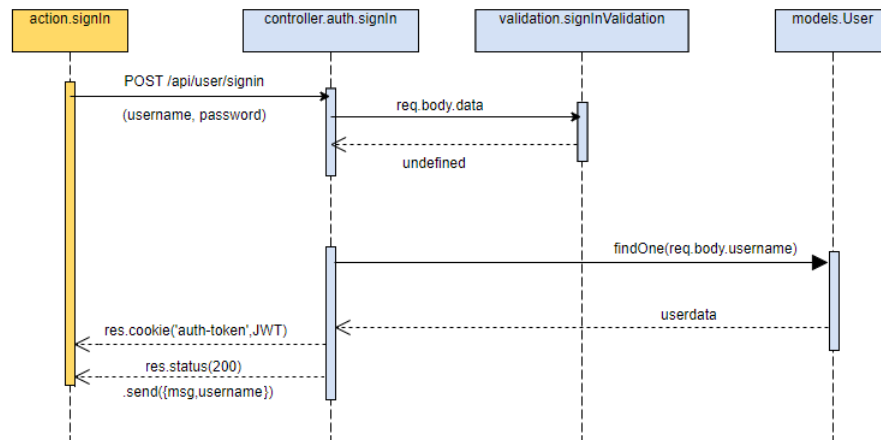 action.signIn
controller.auth.signIn
validation.signInValidation
models.User
POST /api/user/signin
(username, password)
req.body.data
undefined
findOne(req.body.username)
userdata
res.cookie('auth-token',JWT)
res.status(200)
.send({msg,username})